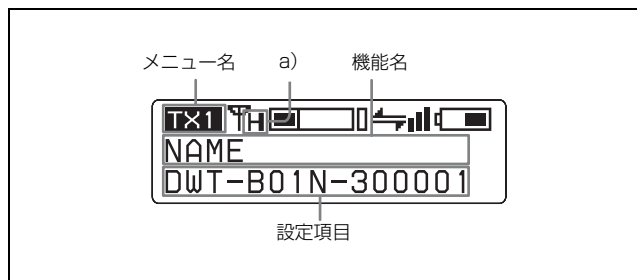 メニュー名 a) 機能名
TX1 H
NAME
DWT-B01N-300001
設定項目